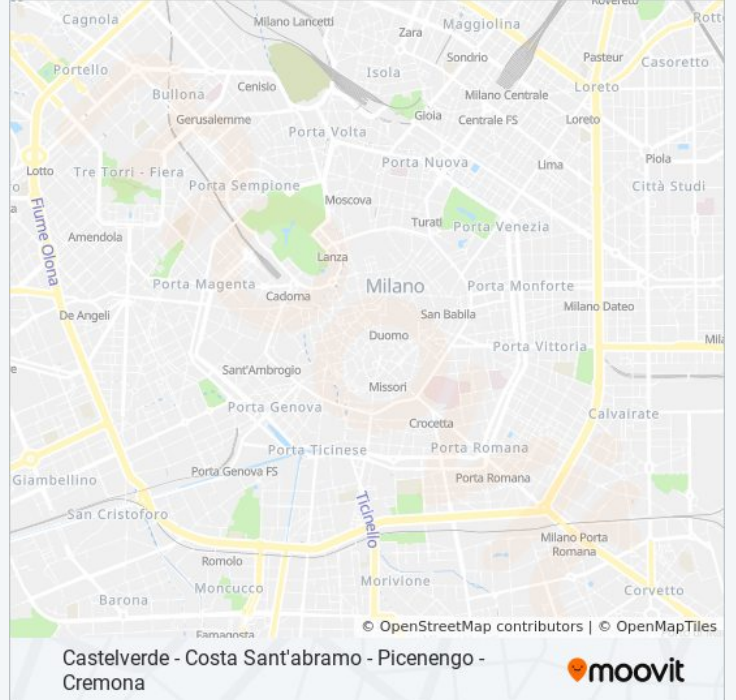 Rovereto
Cagnola
Milano Lancetti
Maggiolina
Rott
Zara
Sondrio
Pasteur
Casoretto
Portello
Isola
Bullona
Cenisio
Milano Centrale
Loreto
Gerusalemme
Gioia
Centrale FS
Loreto
Porta Volta
Lotto
Tre Torri - Fiera
Porta Nuova
Lima
Piola
o
Porta Sempione
Città Studi
a
Moscova
Fiume Olona
Amendola
Turati
Porta Venezia
Lanza
Porta Magenta
Milano
Porta Monforte
Cadorna
De Angeli
San Babila
Milano Dateo
Duomo
Porta Vittoria
Mila
e
Sant'Ambrogio
Missori
Porta Genova
Crocetta
Calvairate
Porta Ticinese
Porta Romana
Giambellino
Porta Genova FS
Porta Romana
San Cristoforo
Ticinello
Milano Porta
Romana
Romolo
Moncucco
Morivione
Corvetto
Barona
Famagosta
© OpenStreetMap contributors | © OpenMapTiles
Castelverde - Costa Sant'abramo - Picenengo -
Cremona
moovit